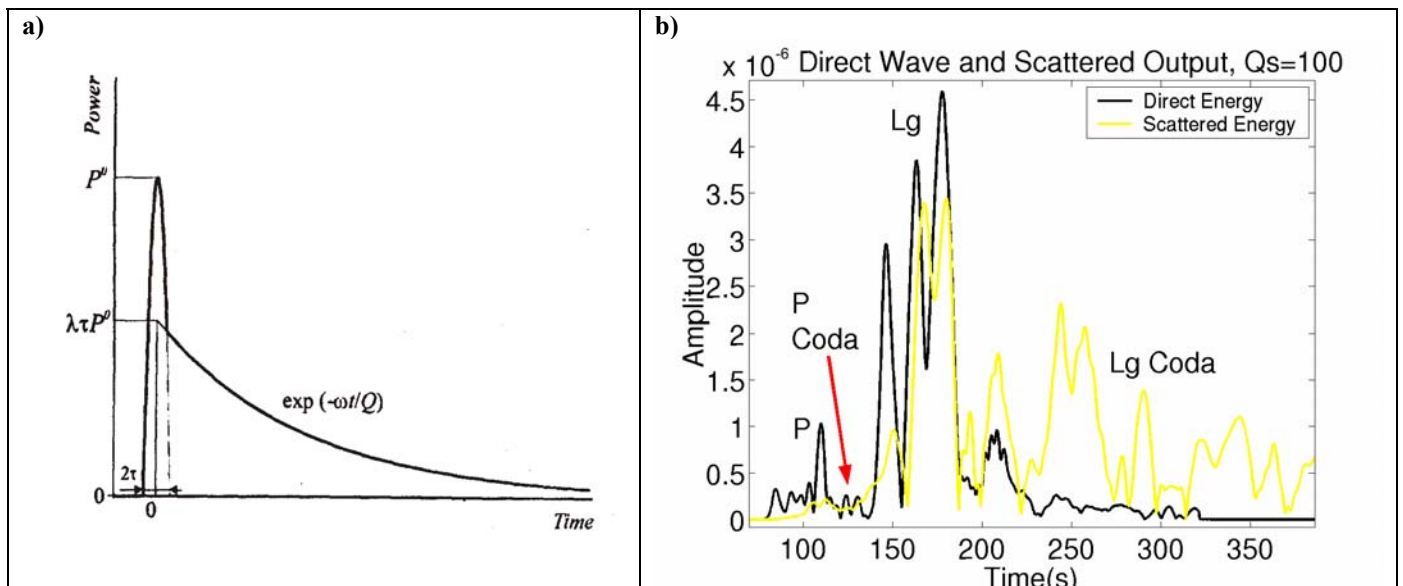 a)
Power
P⁰
λτP⁰
exp (-ωt/Q)
2τ
0
0
Time
b)
x 10⁻⁶ Direct Wave and Scattered Output, Qs=100
4.5
4
3.5
3
2.5
2
1.5
1
0.5
0
Amplitude
Direct Energy
Scattered Energy
Lg
P
Coda
P
Lg Coda
100 150 200 250 300 350
Time(s)